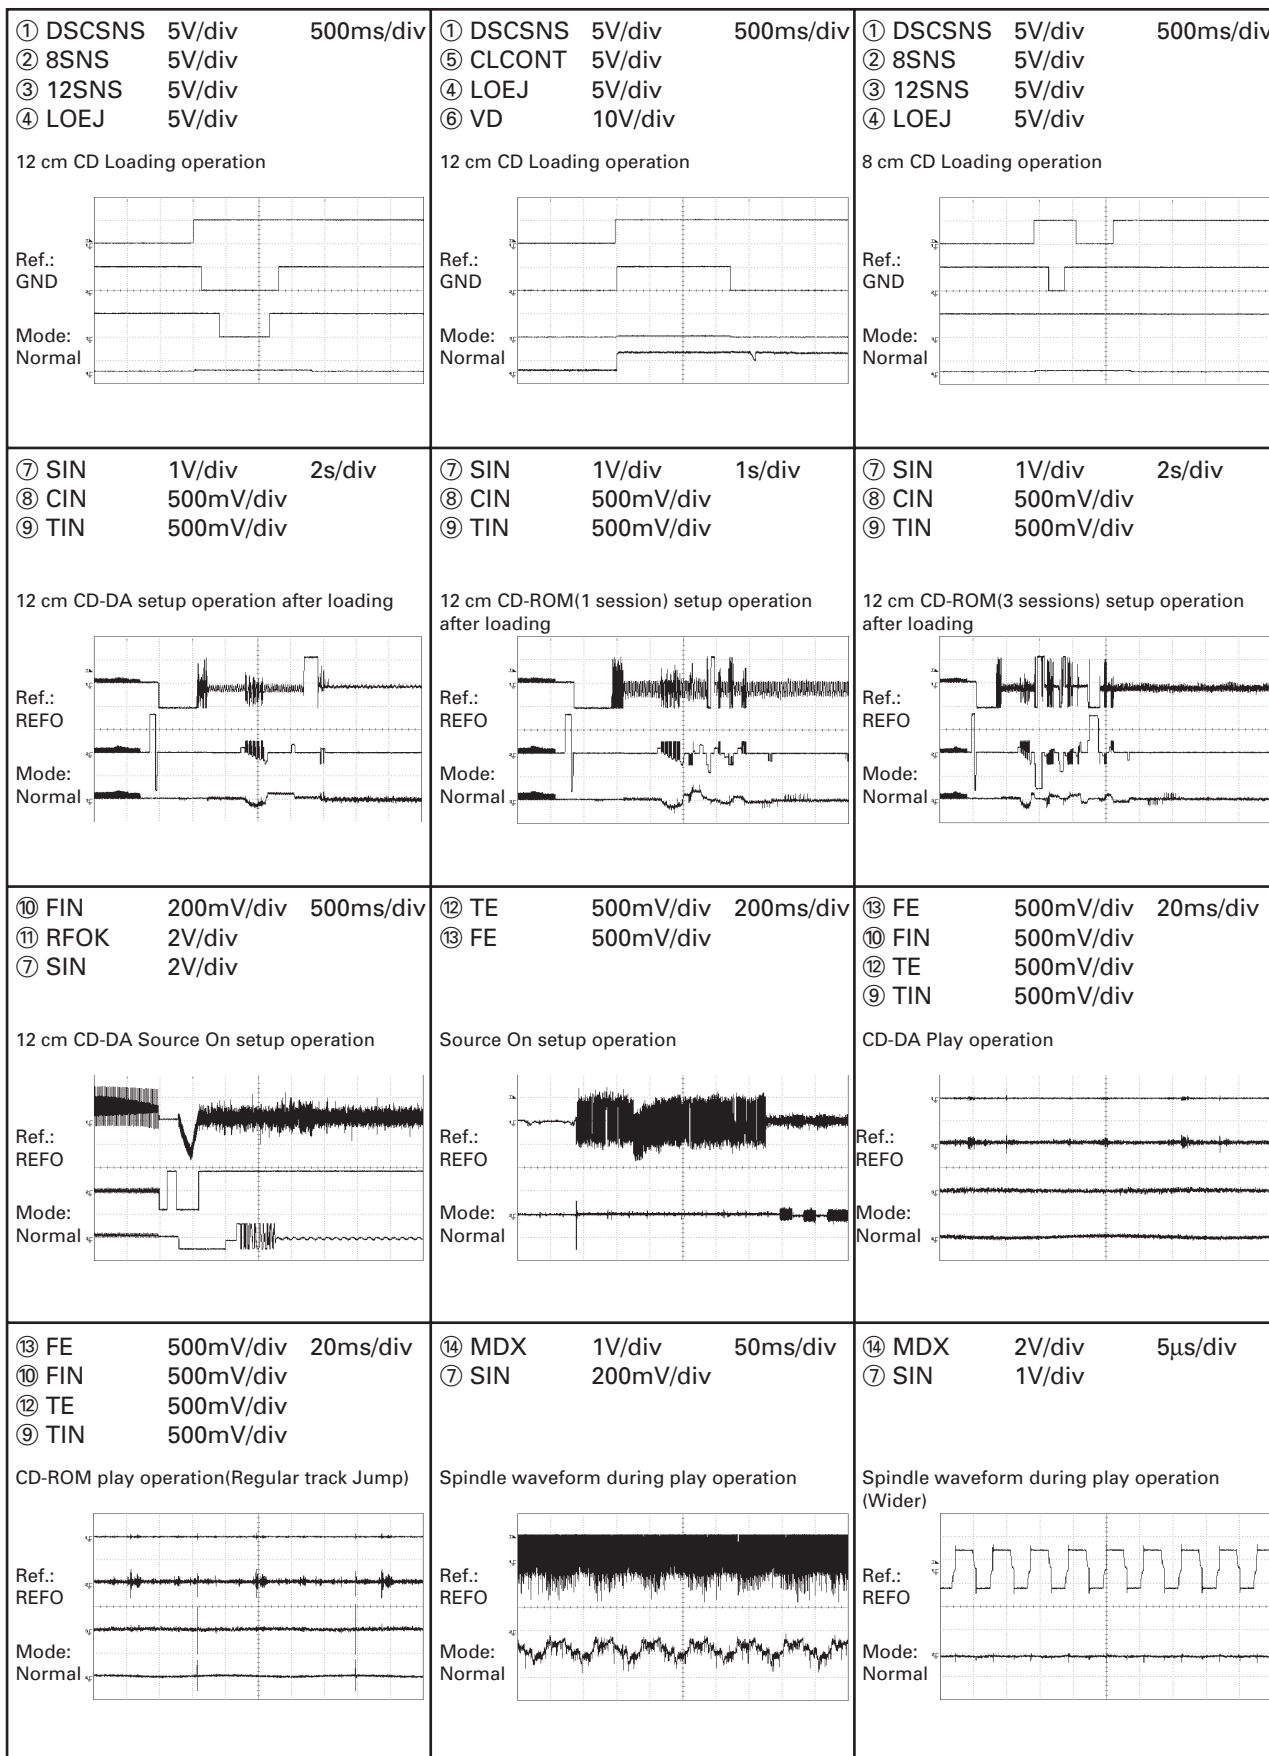 ① DSCSNS 5V/div 500ms/div
② 8SNS 5V/div
③ 12SNS 5V/div
④ LOEJ 5V/div
12 cm CD Loading operation
Ref.:
GND
Mode:
Normal
① DSCSNS 5V/div 500ms/div
⑤ CLCONT 5V/div
④ LOEJ 5V/div
⑥ VD 10V/div
12 cm CD Loading operation
Ref.:
GND
Mode:
Normal
① DSCSNS 5V/div 500ms/div
② 8SNS 5V/div
③ 12SNS 5V/div
④ LOEJ 5V/div
8 cm CD Loading operation
Ref.:
GND
Mode:
Normal
⑦ SIN 1V/div 2s/div
⑧ CIN 500mV/div
⑨ TIN 500mV/div
12 cm CD-DA setup operation after loading
Ref.:
REFO
Mode:
Normal
⑦ SIN 1V/div 1s/div
⑧ CIN 500mV/div
⑨ TIN 500mV/div
12 cm CD-ROM(1 session) setup operation
after loading
Ref.:
REFO
Mode:
Normal
⑦ SIN 1V/div 2s/div
⑧ CIN 500mV/div
⑨ TIN 500mV/div
12 cm CD-ROM(3 sessions) setup operation
after loading
Ref.:
REFO
Mode:
Normal
⑩ FIN 200mV/div 500ms/div
⑪ RFOK 2V/div
⑦ SIN 2V/div
12 cm CD-DA Source On setup operation
Ref.:
REFO
Mode:
Normal
⑫ TE 500mV/div 200ms/div
⑬ FE 500mV/div
Source On setup operation
Ref.:
REFO
Mode:
Normal
⑬ FE 500mV/div 20ms/div
⑩ FIN 500mV/div
⑫ TE 500mV/div
⑨ TIN 500mV/div
CD-DA Play operation
Ref.:
REFO
Mode:
Normal
⑬ FE 500mV/div 20ms/div
⑩ FIN 500mV/div
⑫ TE 500mV/div
⑨ TIN 500mV/div
CD-ROM play operation(Regular track Jump)
Ref.:
REFO
Mode:
Normal
⑭ MDX 1V/div 50ms/div
⑦ SIN 200mV/div
Spindle waveform during play operation
Ref.:
REFO
Mode:
Normal
⑭ MDX 2V/div 5µs/div
⑦ SIN 1V/div
Spindle waveform during play operation
(Wider)
Ref.:
REFO
Mode:
Normal